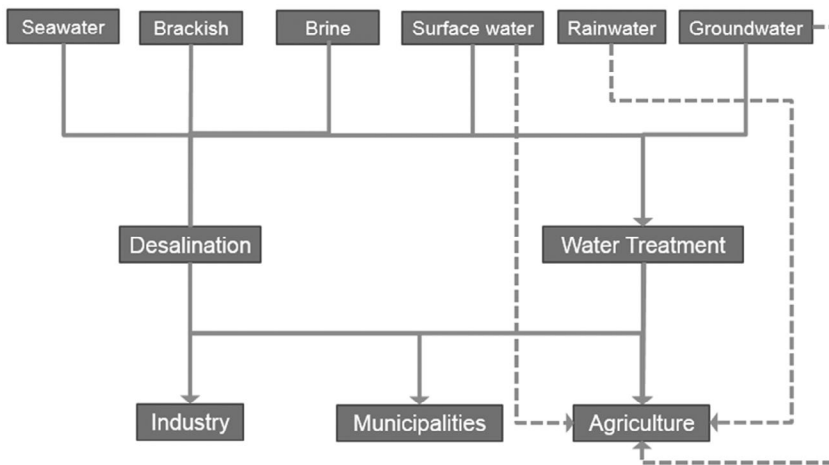 Seawater
Brackish
Brine
Surface water
Rainwater
Groundwater
Desalination
Water Treatment
Industry
Municipalities
Agriculture